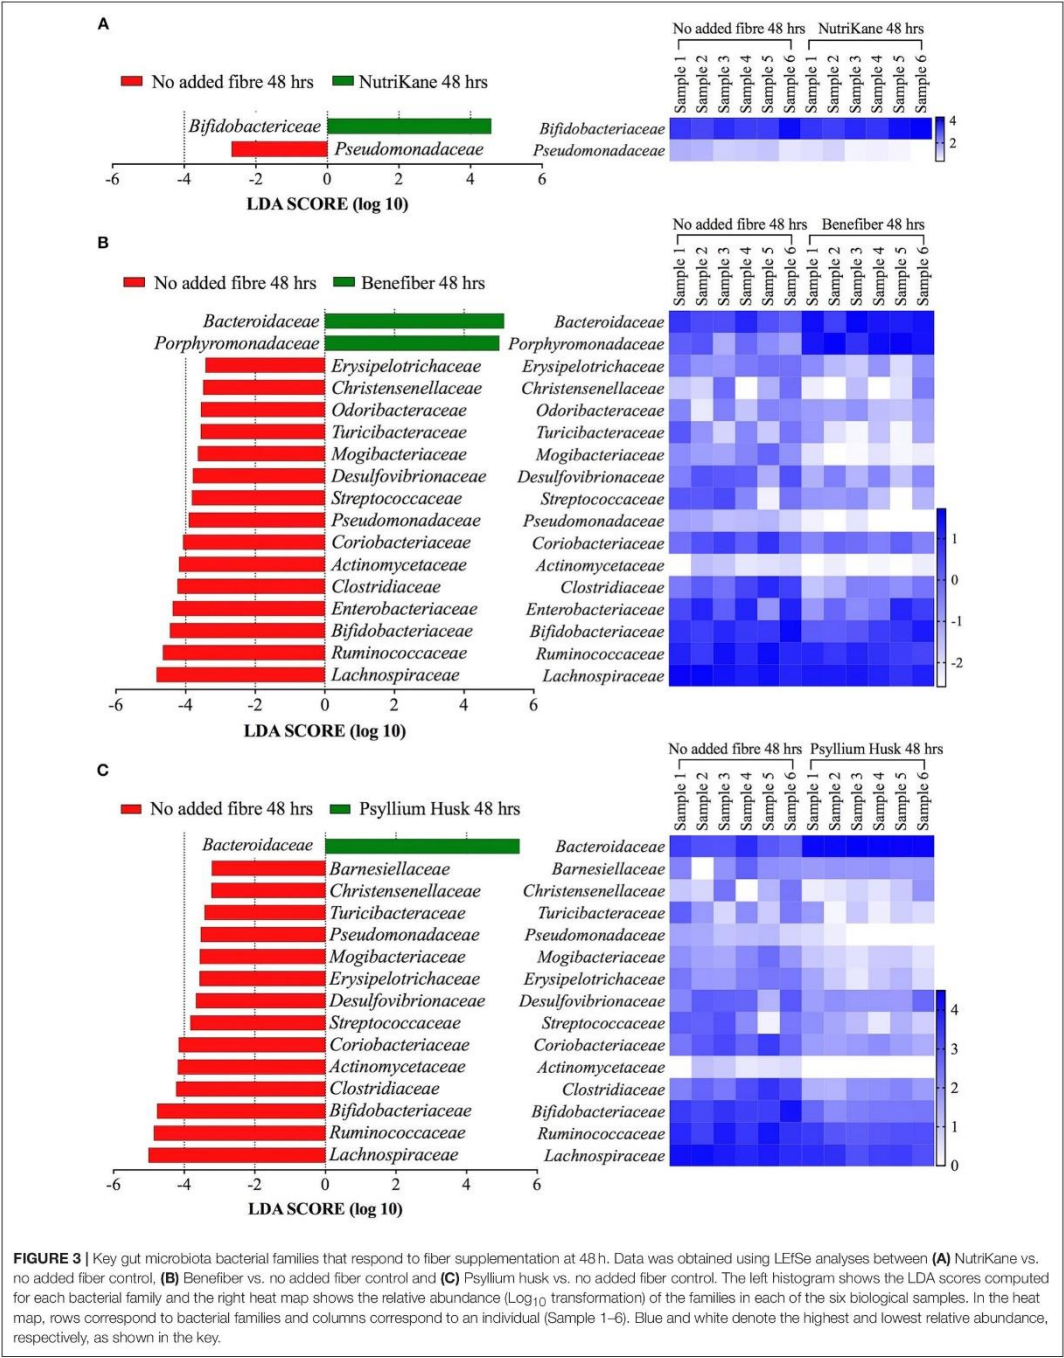 A
No added fibre 48 hrs NutriKane 48 hrs
Sample 1 Sample 2 Sample 3 Sample 4 Sample 5 Sample 6 Sample 1 Sample 2 Sample 3 Sample 4 Sample 5 Sample 6
No added fibre 48 hrs NutriKane 48 hrs
Bifidobactericeae
Pseudomonadaceae
-6 -4 -2 0 2 4 6
LDA SCORE (log 10)
Bifidobacteriaceae
Pseudomonadaceae
4
2
B
No added fibre 48 hrs Benefiber 48 hrs
Sample 1 Sample 2 Sample 3 Sample 4 Sample 5 Sample 6 Sample 1 Sample 2 Sample 3 Sample 4 Sample 5 Sample 6
No added fibre 48 hrs Benefiber 48 hrs
Bacteroidaceae
Porphyromonadaceae
Erysipelotrichaceae
Christensenellaceae
Odoribacteraceae
Turicibacteraceae
Mogibacteriaceae
Desulfovibrionaceae
Streptococcaceae
Pseudomonadaceae
Coriobacteriaceae
Actinomycetaceae
Clostridiaceae
Enterobacteriaceae
Bifidobacteriaceae
Ruminococcaceae
Lachnospiraceae
-6 -4 -2 0 2 4 6
LDA SCORE (log 10)
Bacteroidaceae
Porphyromonadaceae
Erysipelotrichaceae
Christensenellaceae
Odoribacteraceae
Turicibacteraceae
Mogibacteriaceae
Desulfovibrionaceae
Streptococcaceae
Pseudomonadaceae
Coriobacteriaceae
Actinomycetaceae
Clostridiaceae
Enterobacteriaceae
Bifidobacteriaceae
Ruminococcaceae
Lachnospiraceae
1
0
-1
-2
C
No added fibre 48 hrs Psyllium Husk 48 hrs
Sample 1 Sample 2 Sample 3 Sample 4 Sample 5 Sample 6 Sample 1 Sample 2 Sample 3 Sample 4 Sample 5 Sample 6
No added fibre 48 hrs Psyllium Husk 48 hrs
Bacteroidaceae
Barnesiellaceae
Christensenellaceae
Turicibacteraceae
Pseudomonadaceae
Mogibacteriaceae
Erysipelotrichaceae
Desulfovibrionaceae
Streptococcaceae
Coriobacteriaceae
Actinomycetaceae
Clostridiaceae
Bifidobacteriaceae
Ruminococcaceae
Lachnospiraceae
-6 -4 -2 0 2 4 6
LDA SCORE (log 10)
Bacteroidaceae
Barnesiellaceae
Christensenellaceae
Turicibacteraceae
Pseudomonadaceae
Mogibacteriaceae
Erysipelotrichaceae
Desulfovibrionaceae
Streptococcaceae
Coriobacteriaceae
Actinomycetaceae
Clostridiaceae
Bifidobacteriaceae
Ruminococcaceae
Lachnospiraceae
4
3
2
1
0
FIGURE 3 | Key gut microbiota bacterial families that respond to fiber supplementation at 48 h. Data was obtained using LEfSe analyses between (A) NutriKane vs.
no added fiber control, (B) Benefiber vs. no added fiber control and (C) Psyllium husk vs. no added fiber control. The left histogram shows the LDA scores computed
for each bacterial family and the right heat map shows the relative abundance (Log10 transformation) of the families in each of the six biological samples. In the heat
map, rows correspond to bacterial families and columns correspond to an individual (Sample 1–6). Blue and white denote the highest and lowest relative abundance,
respectively, as shown in the key.